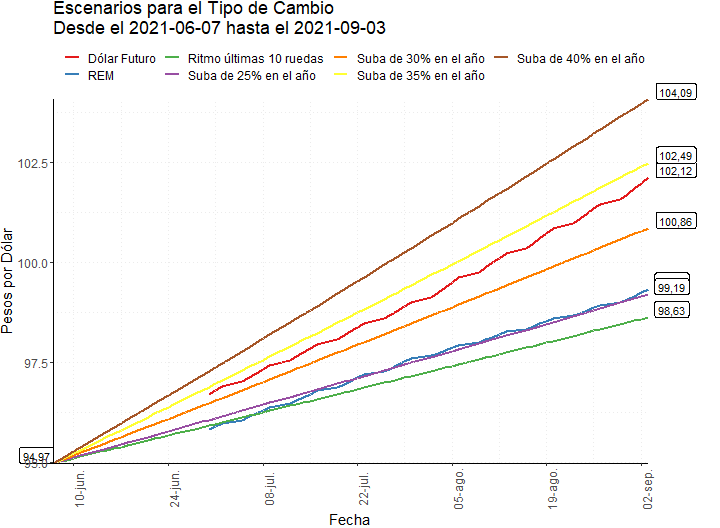 Escenarios para el Tipo de Cambio
Desde el 2021-06-07 hasta el 2021-09-03
Dólar Futuro
Ritmo últimas 10 ruedas
Suba de 30% en el año
Suba de 40% en el año
REM
Suba de 25% en el año
Suba de 35% en el año
104,09
102,49
102,12
100,86
99,19
98,63
94,97
102.5
100.0
97.5
95.0
Pesos por Dólar
10-jun.
24-jun.
08-jul.
22-jul.
05-ago.
19-ago.
02-sep.
Fecha